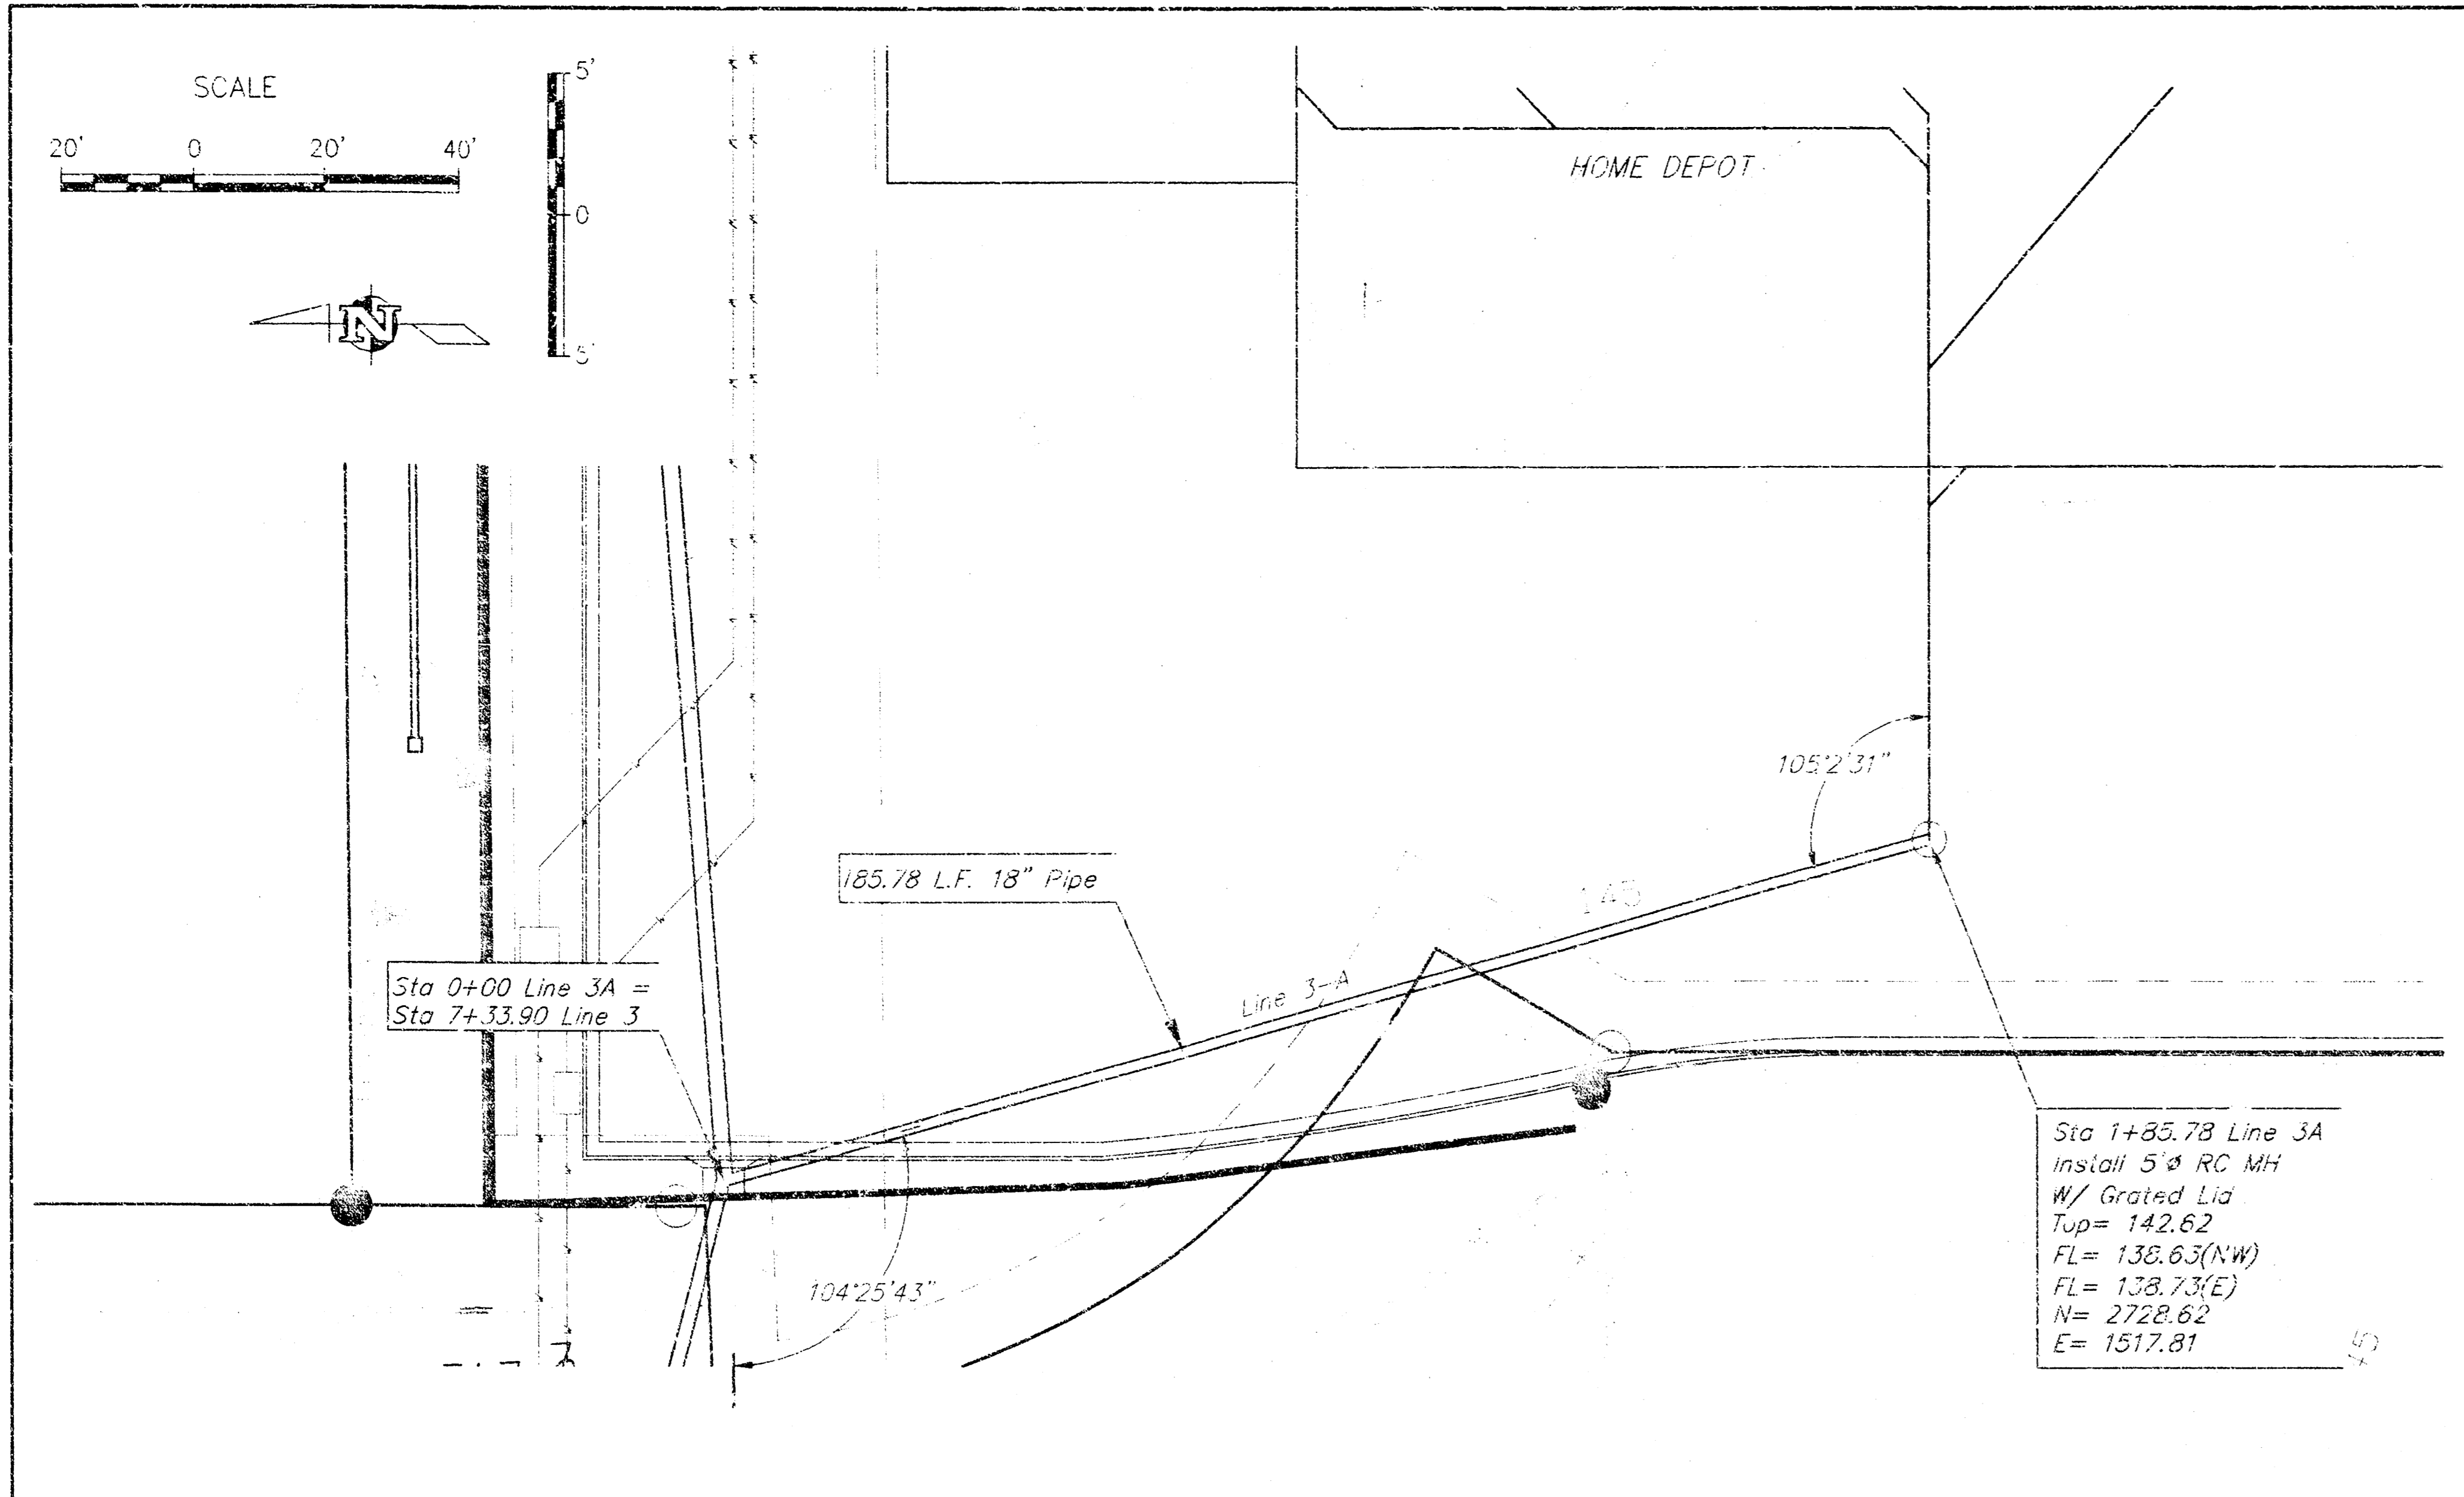 SCALE
20' 0 20' 40'
5'
0
5'
N
HOME DEPOT
105°2'31"
185.78 L.F. 18" Pipe
145
Line 3-A
Sta 0+00 Line 3A =
Sta 7+33.90 Line 3
104°25'43"
Sta 1+85.78 Line 3A
Install 5'ø RC MH
W/ Grated Lid
Top= 142.62
FL= 138.63(NW)
FL= 138.73(E)
N= 2728.62
E= 1517.81
45